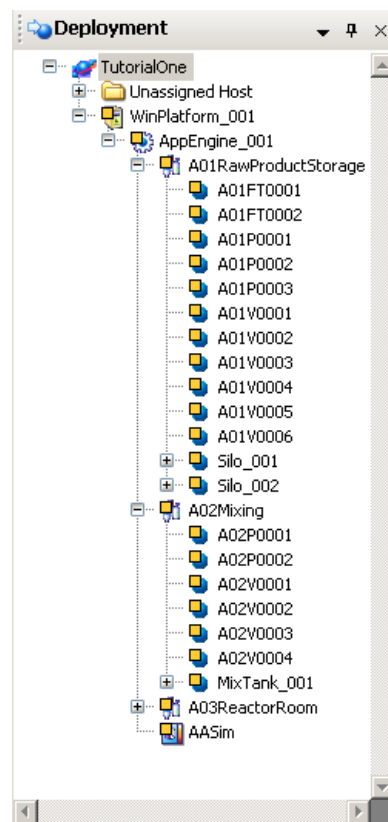 Deployment
TutorialOne
Unassigned Host
WinPlatform_001
AppEngine_001
A01RawProductStorage
A01FT0001
A01FT0002
A01P0001
A01P0002
A01P0003
A01V0001
A01V0002
A01V0003
A01V0004
A01V0005
A01V0006
Silo_001
Silo_002
A02Mixing
A02P0001
A02P0002
A02V0001
A02V0002
A02V0003
A02V0004
MixTank_001
A03ReactorRoom
AASim